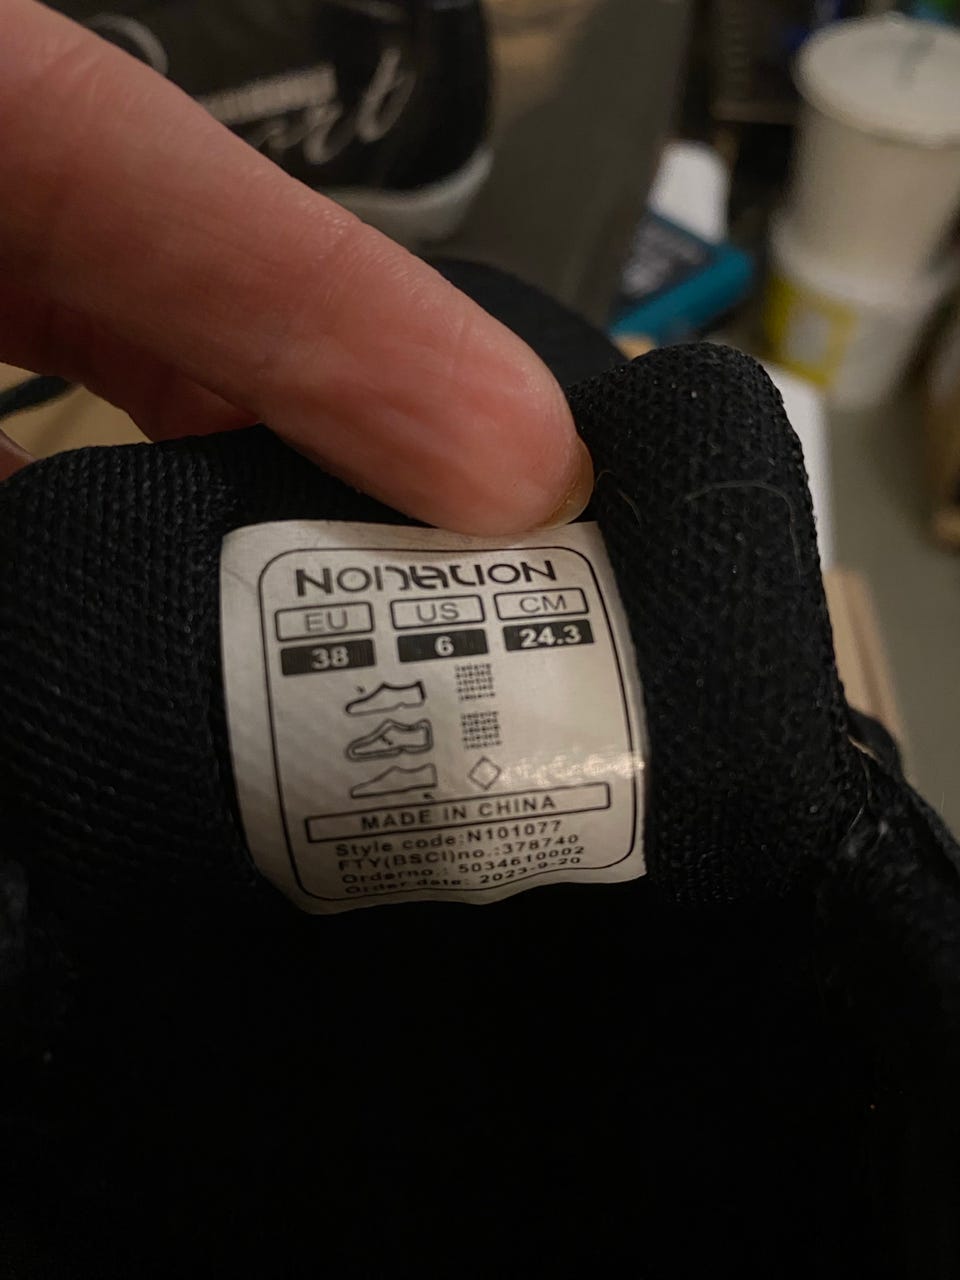 EU US CM
38 6 24.3
MADE IN CHINA
Style code:N101077
FTY(BSCI)no.:378740
Orderno.: 5034610002
Order date: 2023-9-20